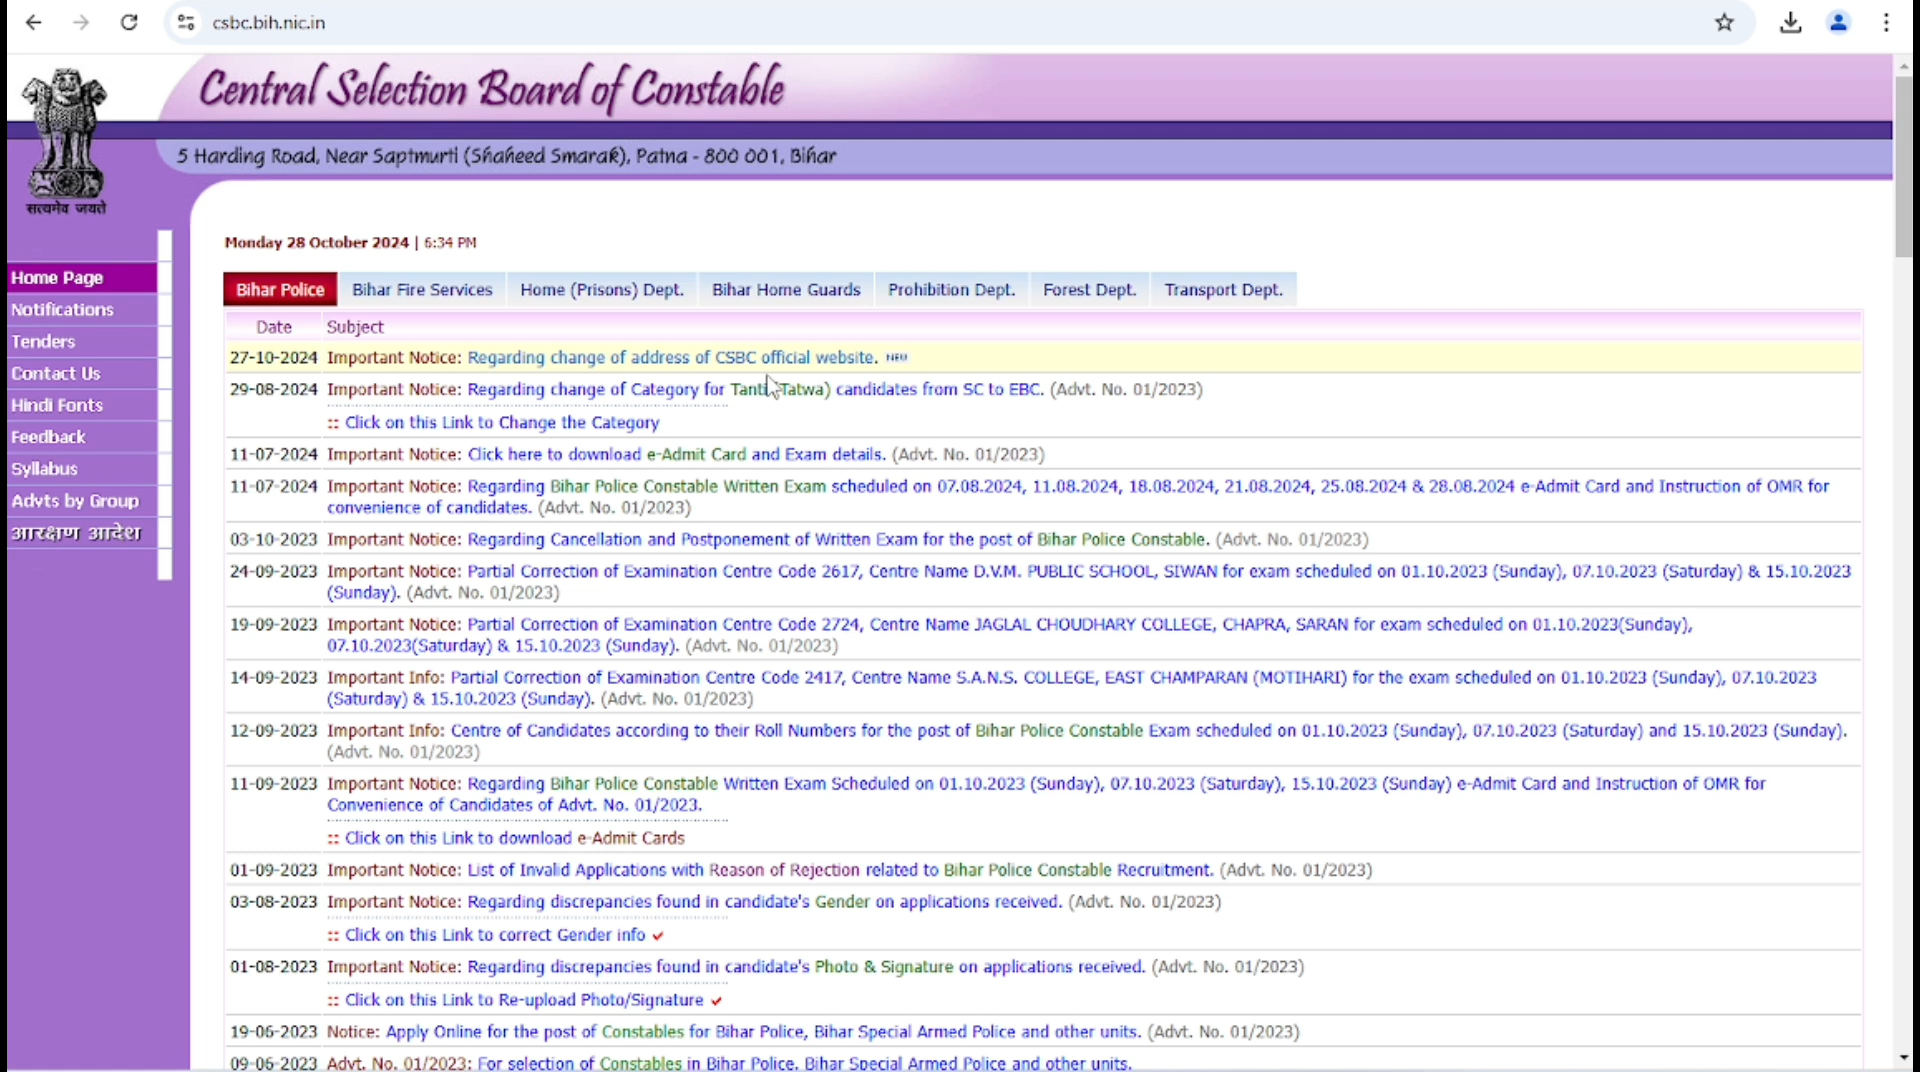 csbc.bih.nic.in
Central Selection Board of Constable
5 Harding Road, Near Saptmurti (Shaheed Smarak), Patna - 800 001, Bihar
सत्यमेव जयते
Monday 28 October 2024 | 6:34 PM
Home Page
Notifications
Tenders
Contact Us
Hindi Fonts
Feedback
Syllabus
Advts by Group
आरक्षण आदेश
Bihar Police Bihar Fire Services Home (Prisons) Dept. Bihar Home Guards Prohibition Dept. Forest Dept. Transport Dept.
Date Subject
27-10-2024 Important Notice: Regarding change of address of CSBC official website. NEW
29-08-2024 Important Notice: Regarding change of Category for Tanti (Tatwa) candidates from SC to EBC. (Advt. No. 01/2023)
:: Click on this Link to Change the Category
11-07-2024 Important Notice: Click here to download e-Admit Card and Exam details. (Advt. No. 01/2023)
11-07-2024 Important Notice: Regarding Bihar Police Constable Written Exam scheduled on 07.08.2024, 11.08.2024, 18.08.2024, 21.08.2024, 25.08.2024 & 28.08.2024 e-Admit Card and Instruction of OMR for
convenience of candidates. (Advt. No. 01/2023)
03-10-2023 Important Notice: Regarding Cancellation and Postponement of Written Exam for the post of Bihar Police Constable. (Advt. No. 01/2023)
24-09-2023 Important Notice: Partial Correction of Examination Centre Code 2617, Centre Name D.V.M. PUBLIC SCHOOL, SIWAN for exam scheduled on 01.10.2023 (Sunday), 07.10.2023 (Saturday) & 15.10.2023
(Sunday). (Advt. No. 01/2023)
19-09-2023 Important Notice: Partial Correction of Examination Centre Code 2724, Centre Name JAGLAL CHOUDHARY COLLEGE, CHAPRA, SARAN for exam scheduled on 01.10.2023(Sunday),
07.10.2023(Saturday) & 15.10.2023 (Sunday). (Advt. No. 01/2023)
14-09-2023 Important Info: Partial Correction of Examination Centre Code 2417, Centre Name S.A.N.S. COLLEGE, EAST CHAMPARAN (MOTIHARI) for the exam scheduled on 01.10.2023 (Sunday), 07.10.2023
(Saturday) & 15.10.2023 (Sunday). (Advt. No. 01/2023)
12-09-2023 Important Info: Centre of Candidates according to their Roll Numbers for the post of Bihar Police Constable Exam scheduled on 01.10.2023 (Sunday), 07.10.2023 (Saturday) and 15.10.2023 (Sunday).
(Advt. No. 01/2023)
11-09-2023 Important Notice: Regarding Bihar Police Constable Written Exam Scheduled on 01.10.2023 (Sunday), 07.10.2023 (Saturday), 15.10.2023 (Sunday) e-Admit Card and Instruction of OMR for
Convenience of Candidates of Advt. No. 01/2023.
:: Click on this Link to download e-Admit Cards
01-09-2023 Important Notice: List of Invalid Applications with Reason of Rejection related to Bihar Police Constable Recruitment. (Advt. No. 01/2023)
03-08-2023 Important Notice: Regarding discrepancies found in candidate's Gender on applications received. (Advt. No. 01/2023)
:: Click on this Link to correct Gender info ✔
01-08-2023 Important Notice: Regarding discrepancies found in candidate's Photo & Signature on applications received. (Advt. No. 01/2023)
:: Click on this Link to Re-upload Photo/Signature ✔
19-06-2023 Notice: Apply Online for the post of Constables for Bihar Police, Bihar Special Armed Police and other units. (Advt. No. 01/2023)
09-06-2023 Advt. No. 01/2023: For selection of Constables in Bihar Police, Bihar Special Armed Police and other units.